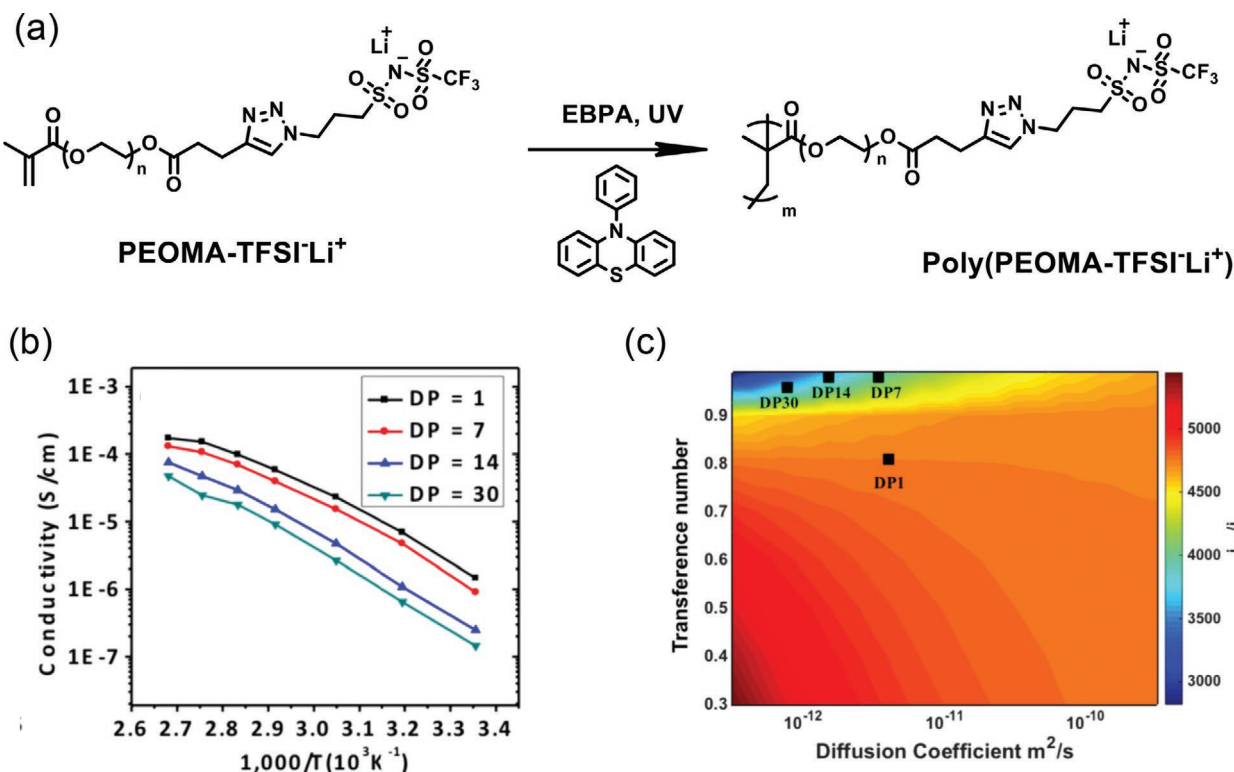 (a)
Li
+
O
O
N
−
O
S
S
CF3
O
O
O
N
N
N
O
O
O
n
O
PEOMA-TFSI-Li+
EBPA, UV
N
S
Li
+
O
O
N
−
O
S
S
CF3
O
O
O
N
N
N
O
O
O
n
O
m
Poly(PEOMA-TFSI-Li+)
(b)
Conductivity (S/cm)
1E-3
1E-4
1E-5
1E-6
1E-7
DP = 1
DP = 7
DP = 14
DP = 30
2.6 2.7 2.8 2.9 3.0 3.1 3.2 3.3 3.4
1,000/T(10³K⁻¹)
(c)
Transference number
0.9
0.8
0.7
0.6
0.5
0.4
0.3
DP30
DP14
DP7
DP1
10⁻¹² 10⁻¹¹ 10⁻¹⁰
Diffusion Coefficient m²/s
5000
4500
4000
3500
3000